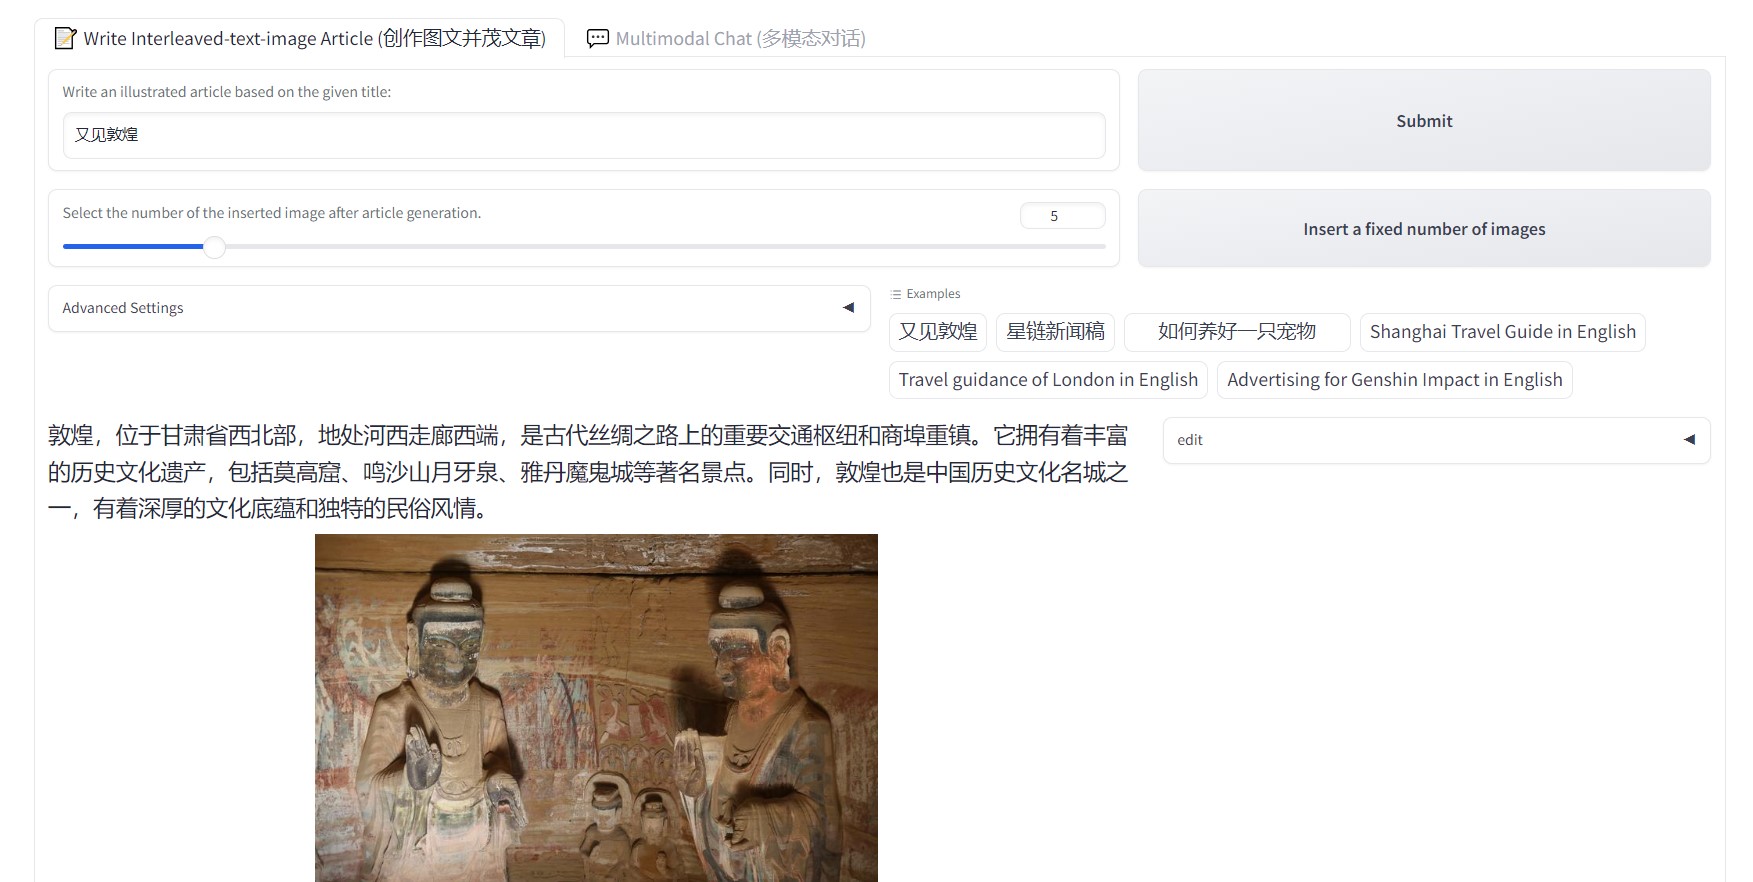 Write Interleaved-text-image Article (创作图文并茂文章)
Multimodal Chat (多模态对话)
Write an illustrated article based on the given title:
又见敦煌
Submit
Select the number of the inserted image after article generation.
5
Insert a fixed number of images
Advanced Settings
Examples
又见敦煌
星链新闻稿
如何养好一只宠物
Shanghai Travel Guide in English
Travel guidance of London in English
Advertising for Genshin Impact in English
敦煌，位于甘肃省西北部，地处河西走廊西端，是古代丝绸之路上的重要交通枢纽和商埠重镇。它拥有着丰富
的历史文化遗产，包括莫高窟、鸣沙山月牙泉、雅丹魔鬼城等著名景点。同时，敦煌也是中国历史文化名城之
一，有着深厚的文化底蕴和独特的民俗风情。
edit